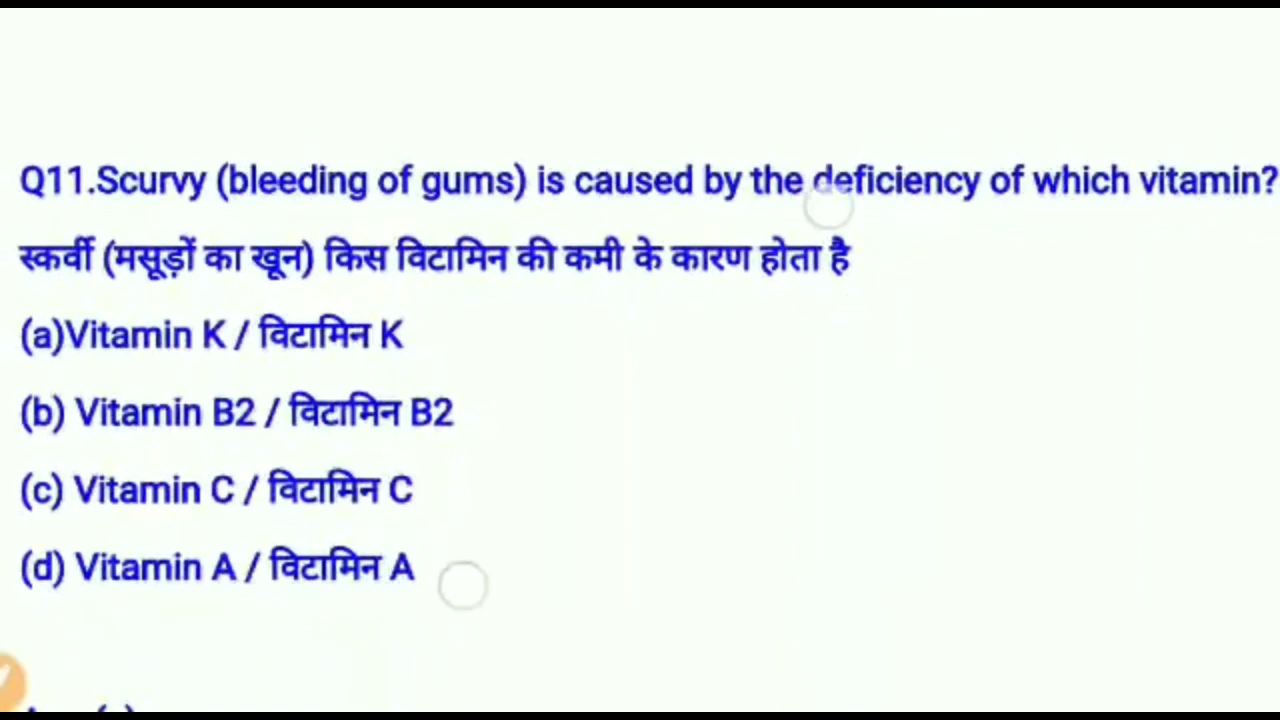 Q11.Scurvy (bleeding of gums) is caused by the deficiency of which vitamin?
स्कर्वी (मसूड़ों का खून) किस विटामिन की कमी के कारण होता है
(a)Vitamin K / विटामिन K
(b) Vitamin B2 / विटामिन B2
(c) Vitamin C / विटामिन C
(d) Vitamin A / विटामिन A